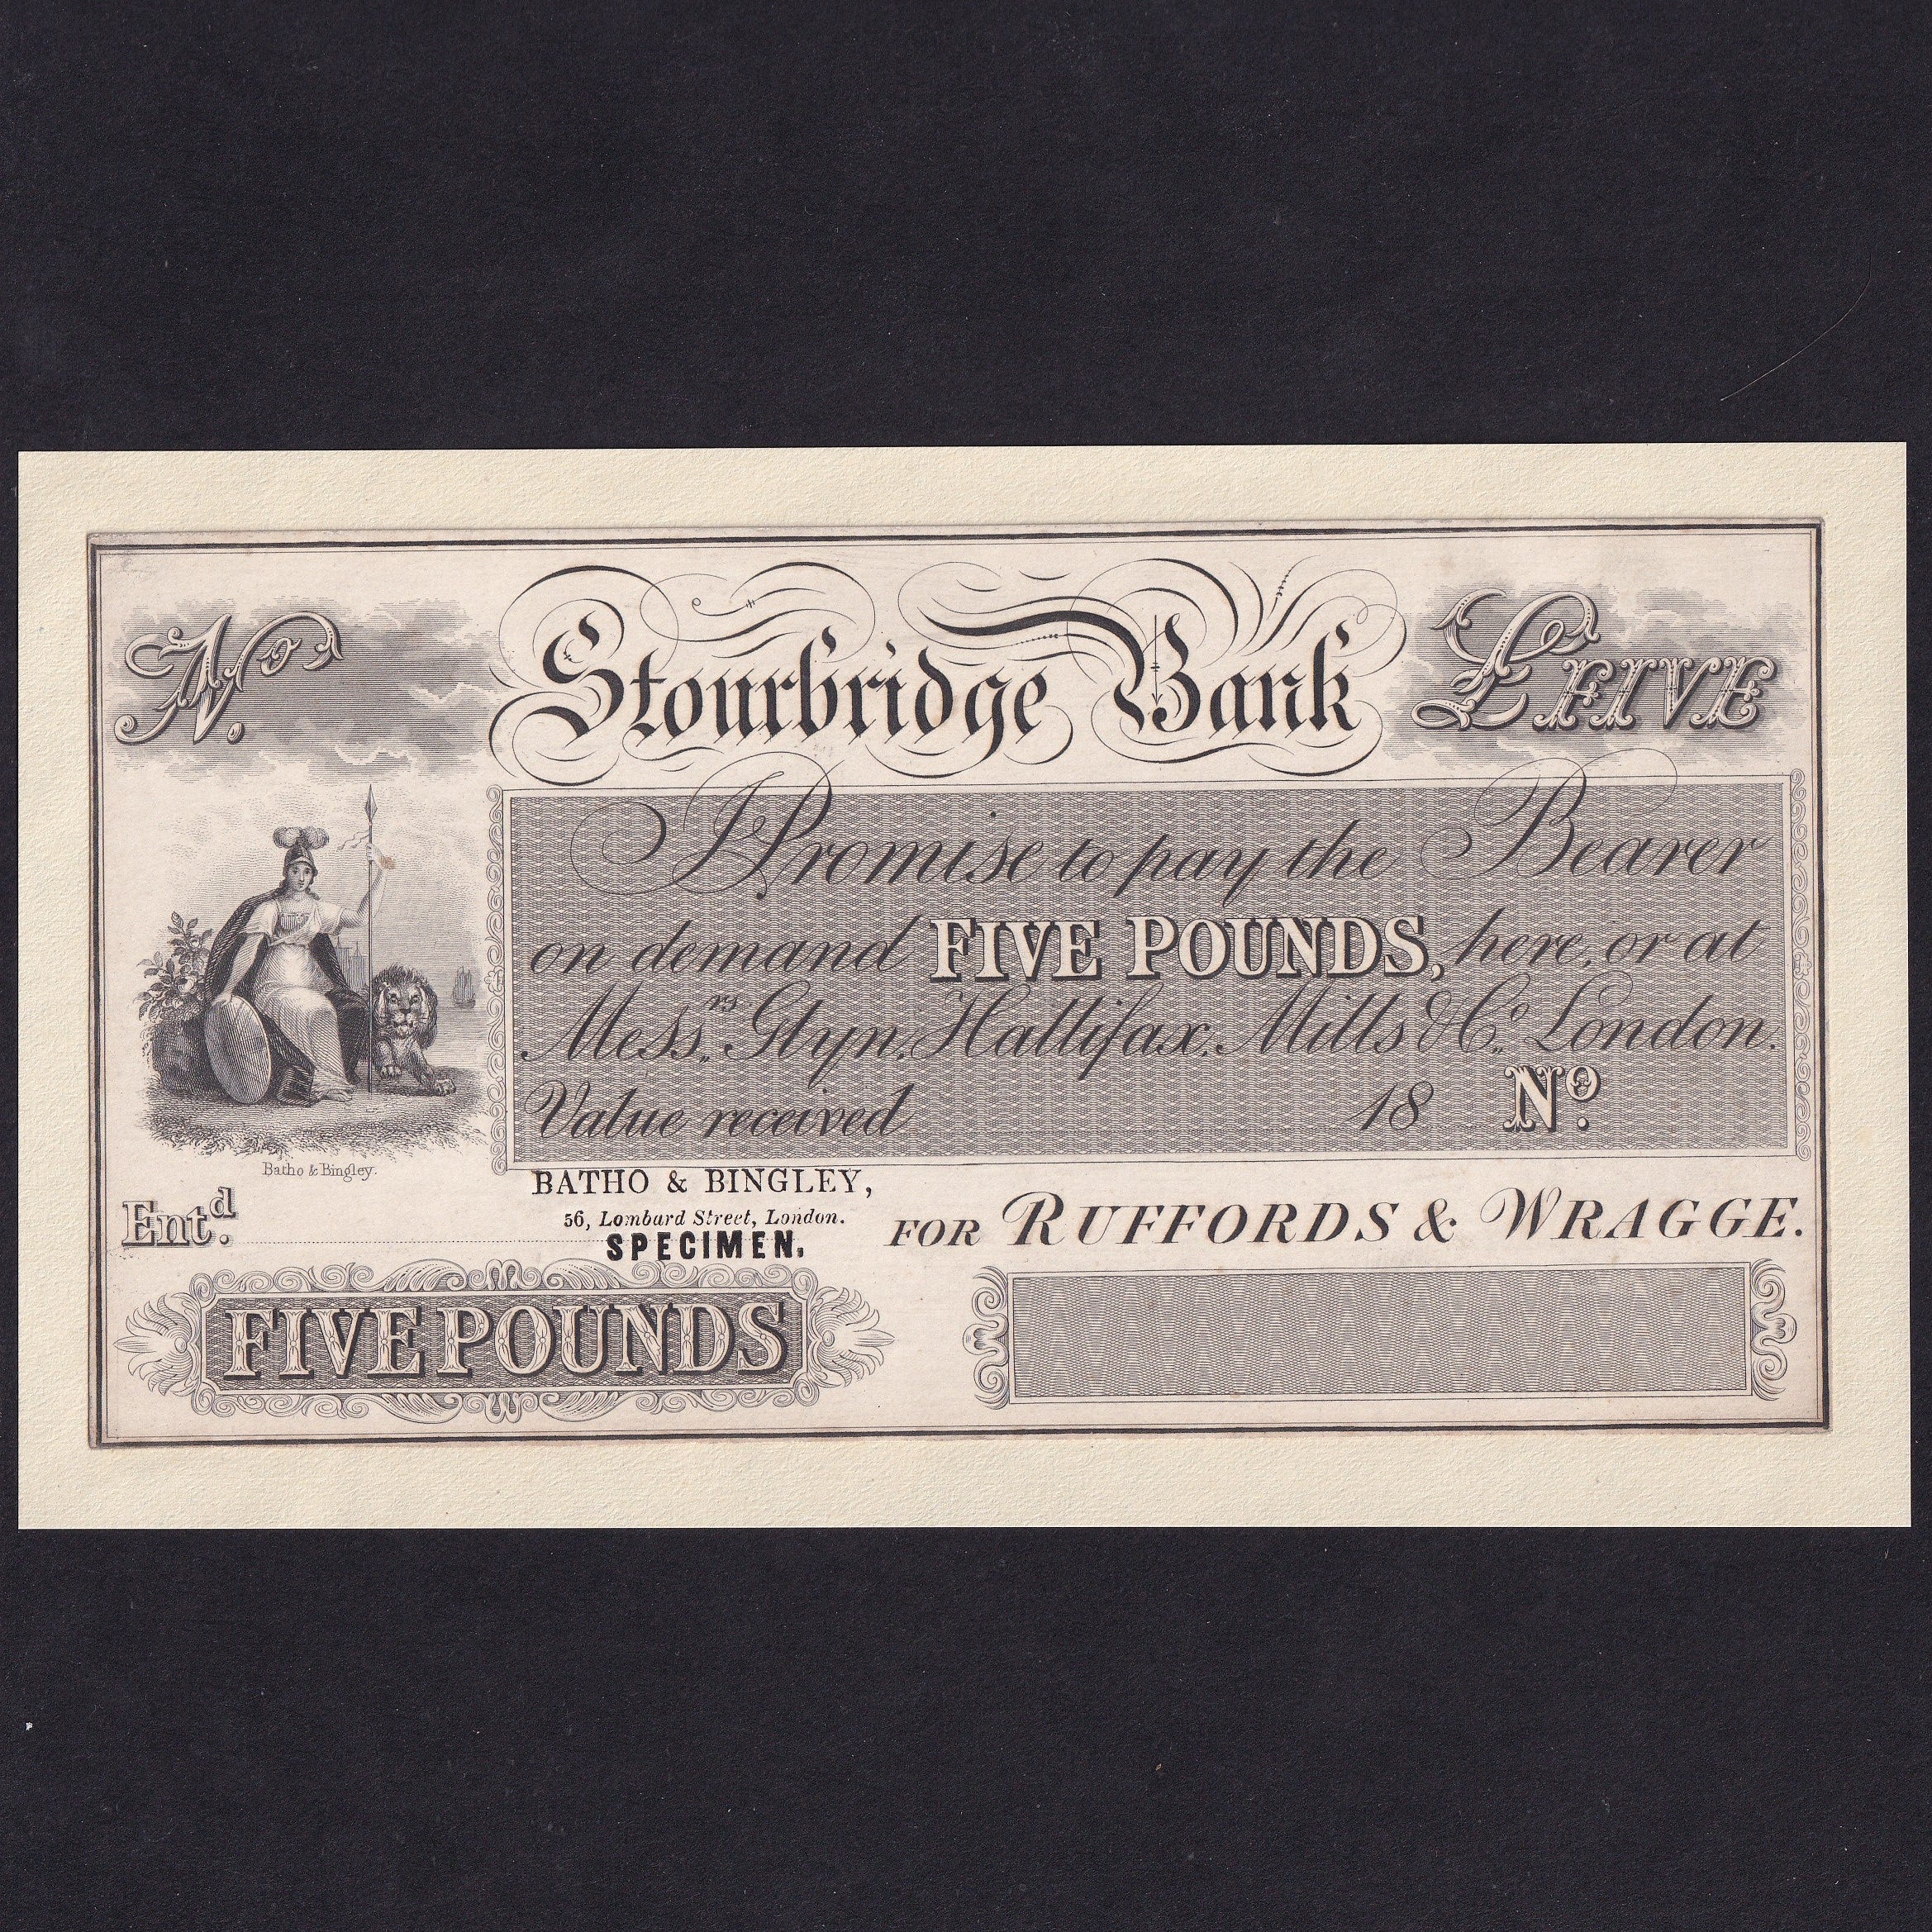 No.
Stourbridge Bank
£FIVE
I Promise to pay the Bearer
on demand FIVE POUNDS, here, or at
Messrs. Glyn, Hallifax, Mills & Co. London.
Value received 18 No.
Batho & Bingley.
BATHO & BINGLEY,
56, Lombard Street, London.
SPECIMEN.
Entd.
FOR RUFFORDS & WRAGGE.
FIVE POUNDS